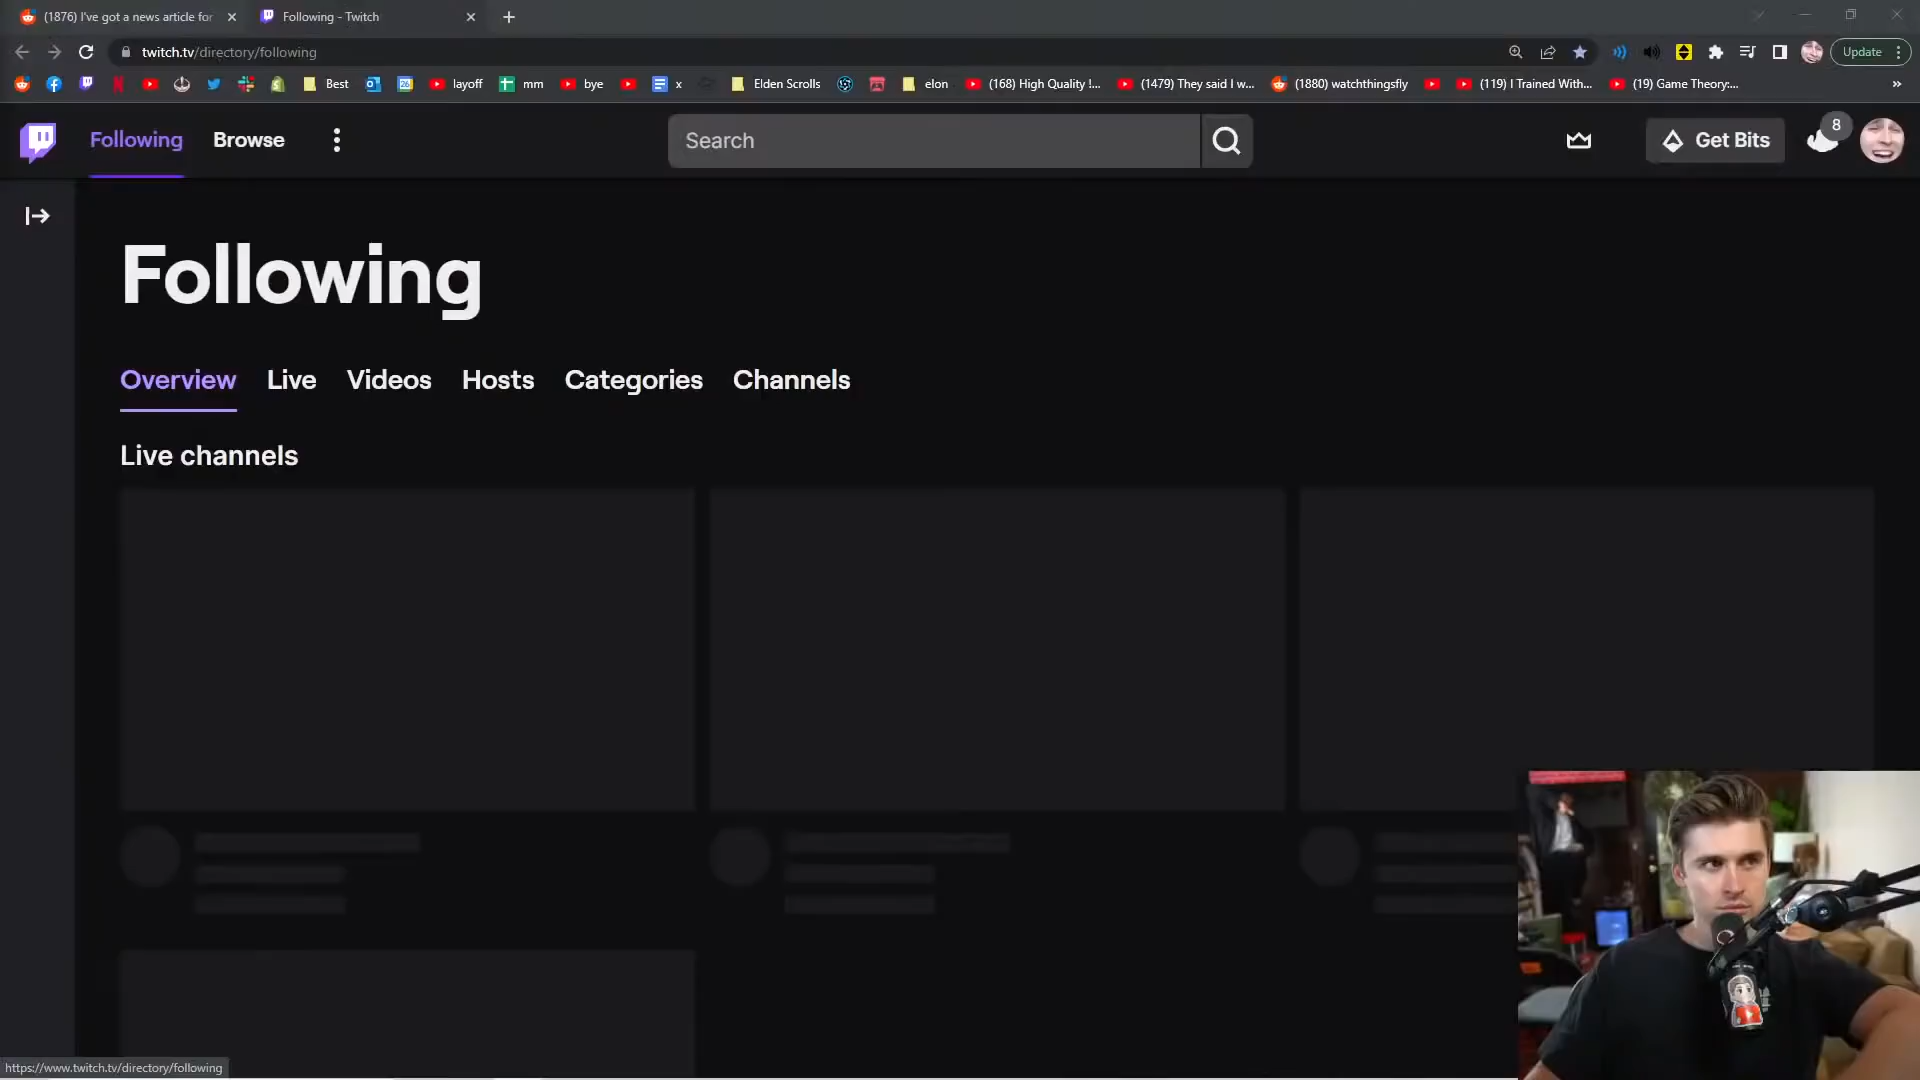 (1876) I've got a news article for
Following - Twitch
twitch.tv/directory/following
Update
Best
26
layoff
mm
bye
x
Elden Scrolls
elon
(168) High Quality !...
(1479) They said I w...
(1880) watchthingsfly
(119) I Trained With...
(19) Game Theory:...
»
Following
Browse
Search
Get Bits
8
Following
Overview
Live
Videos
Hosts
Categories
Channels
Live channels
https://www.twitch.tv/directory/following